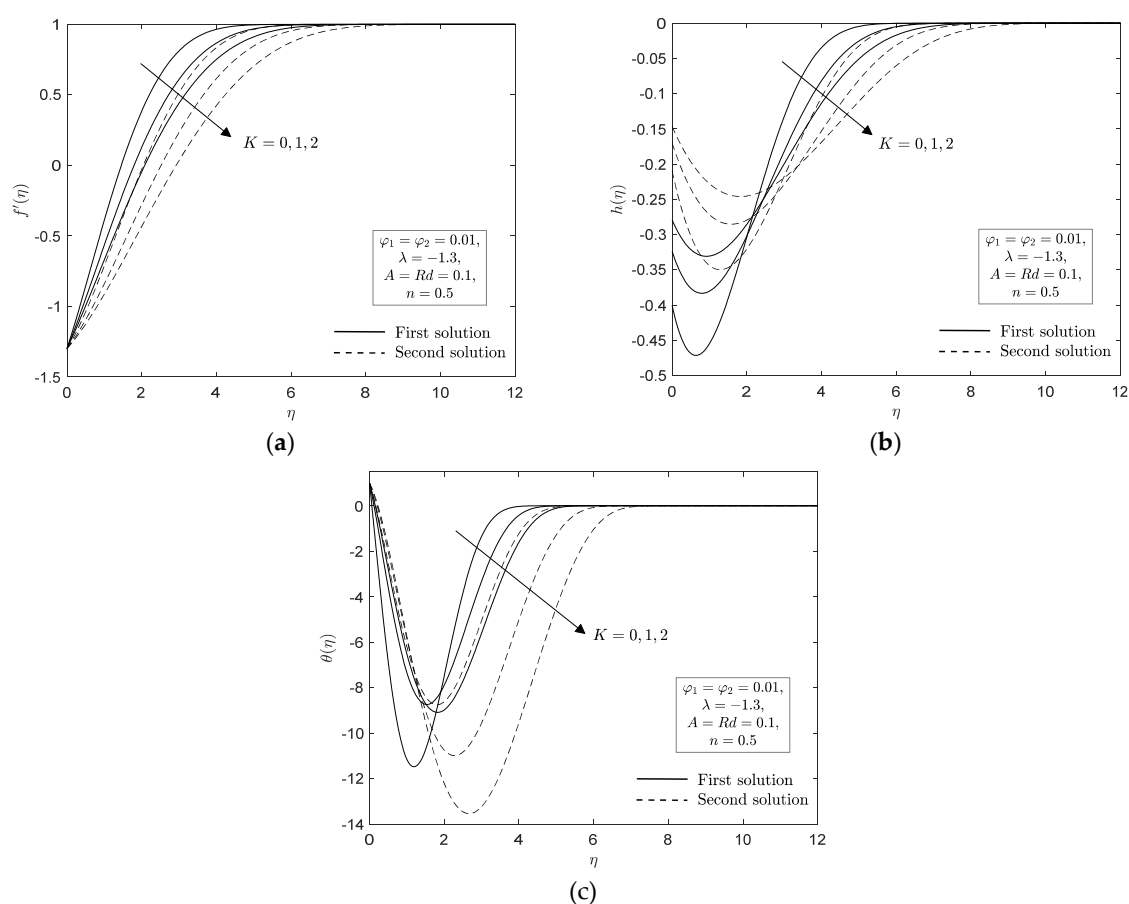 1
0.5
0
-0.5
-1
-1.5
f′(η)
0 2 4 6 8 10 12
η
K = 0, 1, 2
φ₁ = φ₂ = 0.01,
λ = −1.3,
A = Rd = 0.1,
n = 0.5
First solution
Second solution
(a)
0
-0.05
-0.1
-0.15
-0.2
-0.25
-0.3
-0.35
-0.4
-0.45
-0.5
h(η)
0 2 4 6 8 10 12
η
K = 0, 1, 2
φ₁ = φ₂ = 0.01,
λ = −1.3,
A = Rd = 0.1,
n = 0.5
First solution
Second solution
(b)
0
-2
-4
-6
-8
-10
-12
-14
θ(η)
0 2 4 6 8 10 12
η
K = 0, 1, 2
φ₁ = φ₂ = 0.01,
λ = −1.3,
A = Rd = 0.1,
n = 0.5
First solution
Second solution
(c)